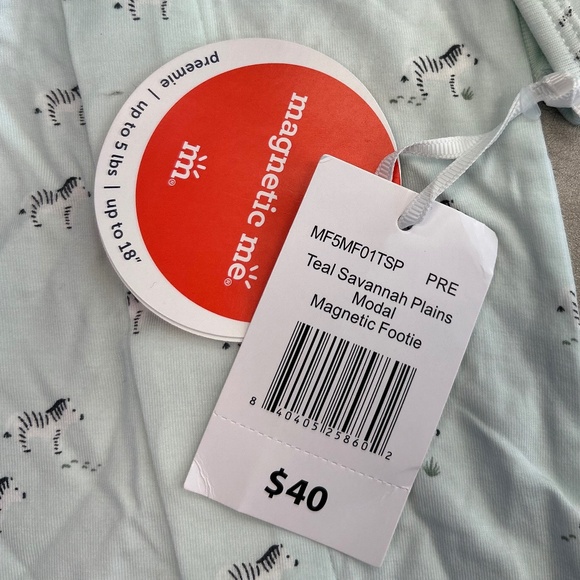 preemie | up to 5 lbs | up to 18"
magnetic me®
m®
MF5MF01TSP PRE
Teal Savannah Plains
Modal
Magnetic Footie
8 40405 25860 2
$40